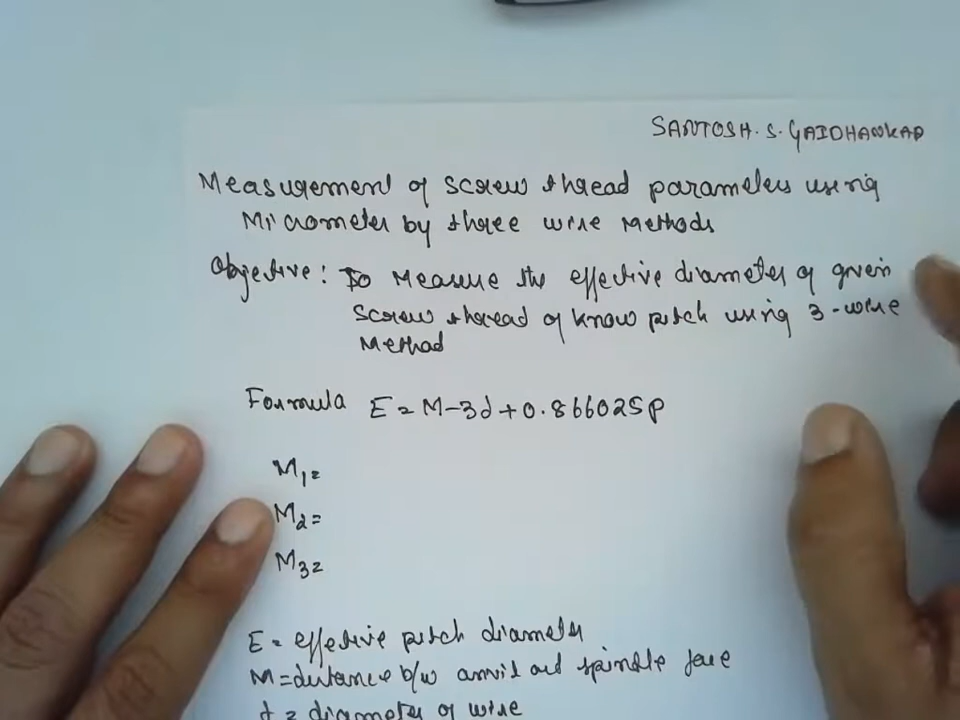 SANTOSH. S. GAIDHANKAR
Measurement of screw thread parameters using
Micrometer by three wire Methods
Objective: To Measure the effective diameter of given
Screw thread of know pitch using 3-wire
Method
Formula E = M-3d+0.866025p
M1=
M2=
M3=
E = effective pitch diameter
M = distance b/w anvil and spindle face
d = diameter of wire